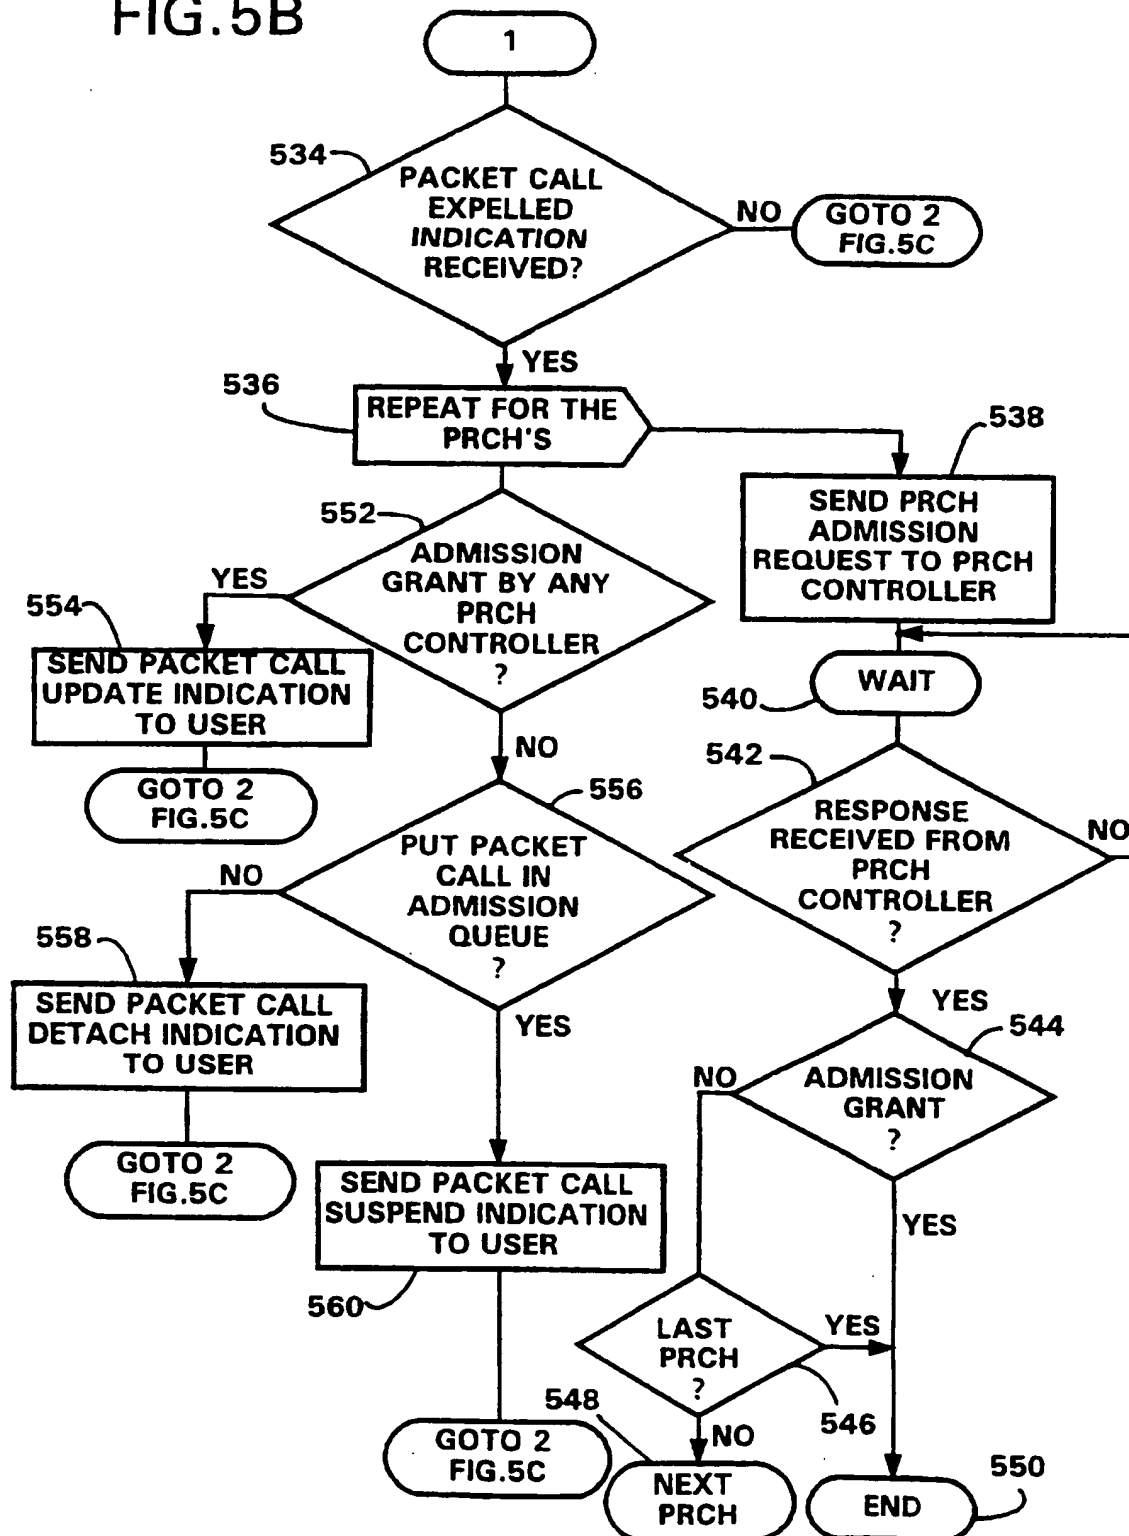 FIG.5B
1
534
PACKET CALL
EXPELLED
INDICATION
RECEIVED?
NO
GOTO 2
FIG.5C
YES
536
REPEAT FOR THE
PRCH'S
538
SEND PRCH
ADMISSION
REQUEST TO PRCH
CONTROLLER
552
ADMISSION
GRANT BY ANY
PRCH
CONTROLLER
?
YES
554
SEND PACKET CALL
UPDATE INDICATION
TO USER
GOTO 2
FIG.5C
NO
WAIT
540
542
RESPONSE
RECEIVED FROM
PRCH
CONTROLLER
?
NO
YES
556
PUT PACKET
CALL IN
ADMISSION
QUEUE
?
NO
558
SEND PACKET CALL
DETACH INDICATION
TO USER
GOTO 2
FIG.5C
YES
544
ADMISSION
GRANT
?
NO
YES
SEND PACKET CALL
SUSPEND INDICATION
TO USER
560
GOTO 2
FIG.5C
LAST
PRCH
?
YES
546
548
NO
NEXT
PRCH
END
550